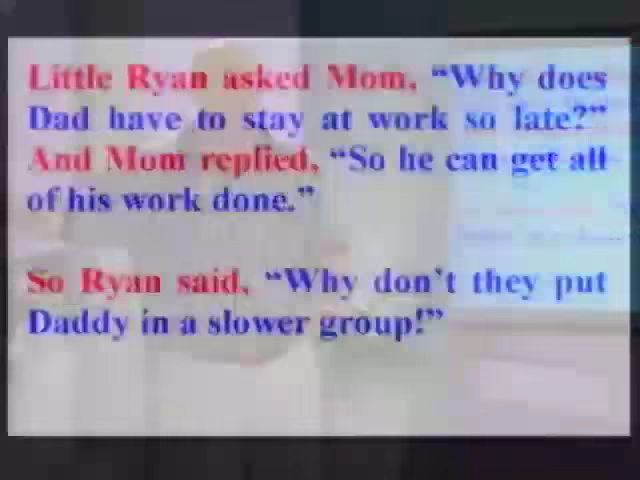 Little Ryan asked Mom, “Why does
Dad have to stay at work so late?”
And Mom replied, “So he can get all
of his work done.”
So Ryan said, “Why don't they put
Daddy in a slower group!”